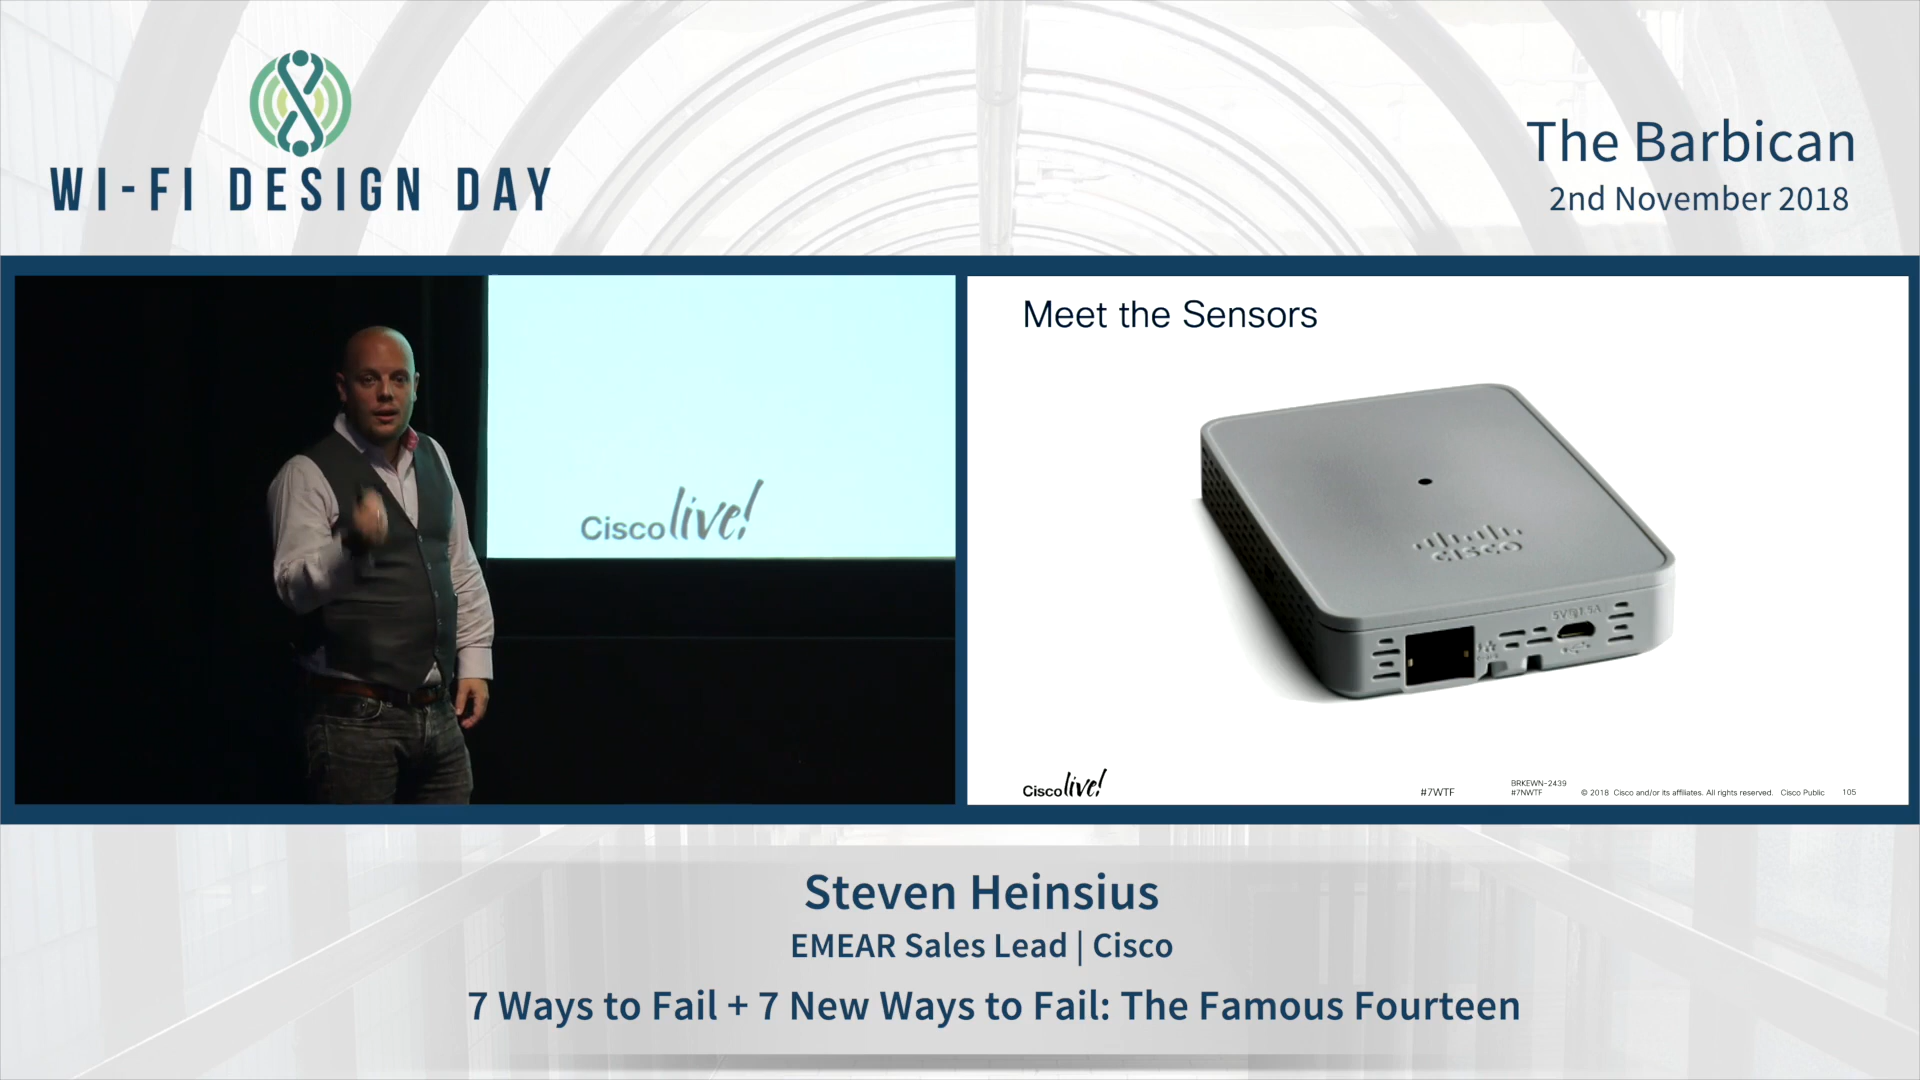 WI-FI DESIGN DAY
The Barbican
2nd November 2018
Cisco live!
Meet the Sensors
CISCO
Cisco live!
#7WTF
BRKEWN-2439
#7NWTF
© 2018 Cisco and/or its affiliates. All rights reserved. Cisco Public
105
Steven Heinsius
EMEAR Sales Lead | Cisco
7 Ways to Fail + 7 New Ways to Fail: The Famous Fourteen